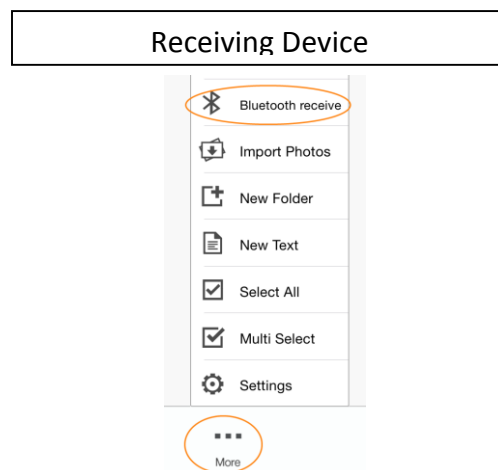 Receiving Device
Bluetooth receive
Import Photos
New Folder
New Text
Select All
Multi Select
Settings
More